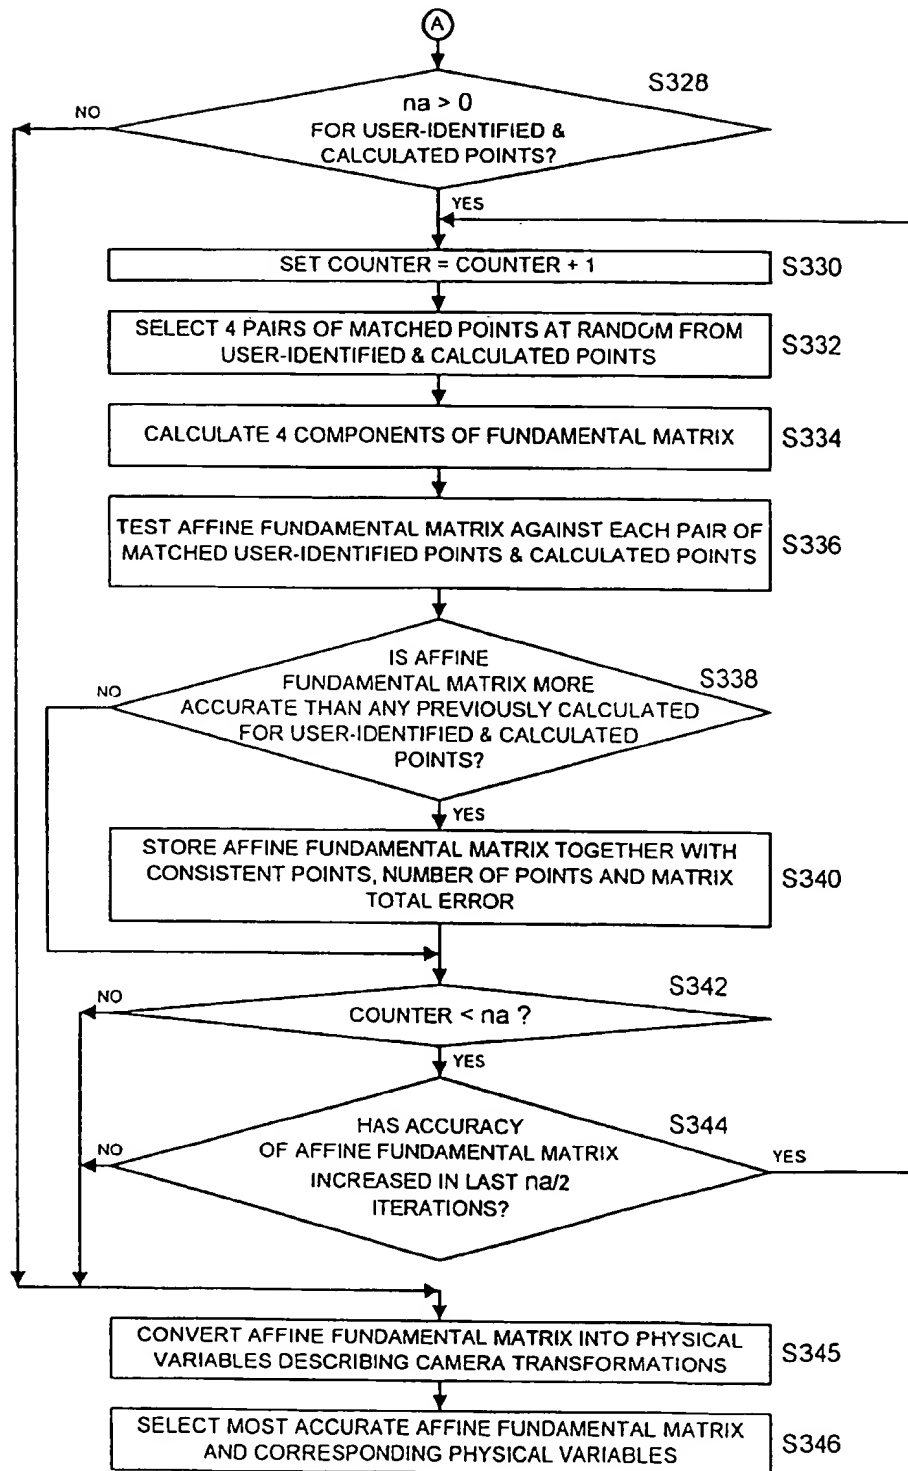 A
S328
na > 0
FOR USER-IDENTIFIED &
CALCULATED POINTS?
NO
YES
SET COUNTER = COUNTER + 1
S330
SELECT 4 PAIRS OF MATCHED POINTS AT RANDOM FROM
USER-IDENTIFIED & CALCULATED POINTS
S332
CALCULATE 4 COMPONENTS OF FUNDAMENTAL MATRIX
S334
TEST AFFINE FUNDAMENTAL MATRIX AGAINST EACH PAIR OF
MATCHED USER-IDENTIFIED POINTS & CALCULATED POINTS
S336
IS AFFINE
FUNDAMENTAL MATRIX MORE
ACCURATE THAN ANY PREVIOUSLY CALCULATED
FOR USER-IDENTIFIED & CALCULATED
POINTS?
S338
NO
YES
STORE AFFINE FUNDAMENTAL MATRIX TOGETHER WITH
CONSISTENT POINTS, NUMBER OF POINTS AND MATRIX
TOTAL ERROR
S340
S342
NO
COUNTER < na ?
YES
HAS ACCURACY
OF AFFINE FUNDAMENTAL MATRIX
INCREASED IN LAST na/2
ITERATIONS?
S344
NO
YES
CONVERT AFFINE FUNDAMENTAL MATRIX INTO PHYSICAL
VARIABLES DESCRIBING CAMERA TRANSFORMATIONS
S345
SELECT MOST ACCURATE AFFINE FUNDAMENTAL MATRIX
AND CORRESPONDING PHYSICAL VARIABLES
S346